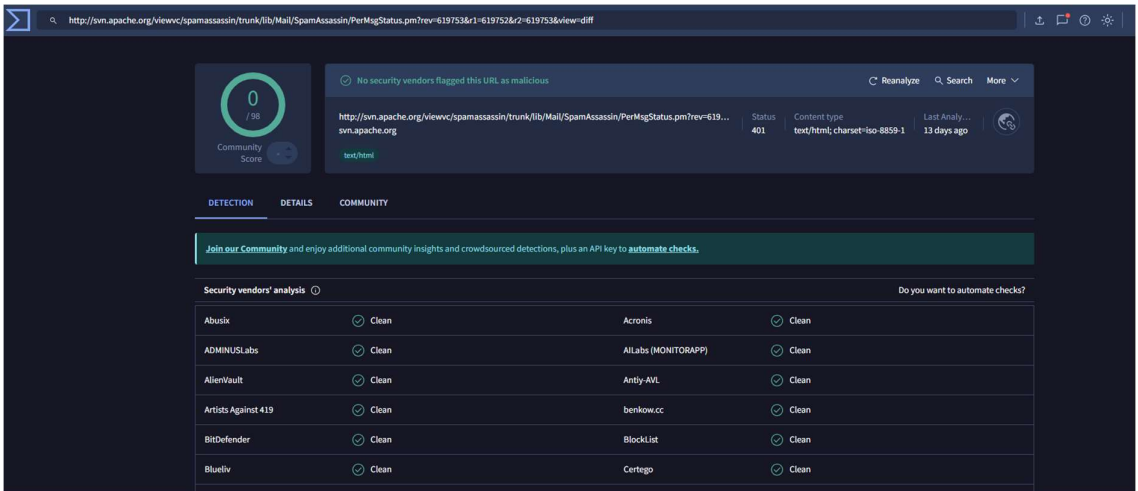 http://svn.apache.org/viewvc/spamassassin/trunk/lib/Mail/SpamAssassin/PerMsgStatus.pm?rev=619753&r1=619752&r2=619753&view=diff
0
/ 98
Community
Score
No security vendors flagged this URL as malicious
Reanalyze
Search
More
http://svn.apache.org/viewvc/spamassassin/trunk/lib/Mail/SpamAssassin/PerMsgStatus.pm?rev=619...
svn.apache.org
text/html
Status
401
Content type
text/html; charset=iso-8859-1
Last Analy...
13 days ago
DETECTION DETAILS COMMUNITY
Join our Community and enjoy additional community insights and crowdsourced detections, plus an API key to automate checks.
Security vendors' analysis Do you want to automate checks?
Abusix Clean Acronis Clean
ADMINUSLabs Clean AILabs (MONITORAPP) Clean
AlienVault Clean Antiy-AVL Clean
Artists Against 419 Clean benkow.cc Clean
BitDefender Clean BlockList Clean
Blueliv Clean Certego Clean